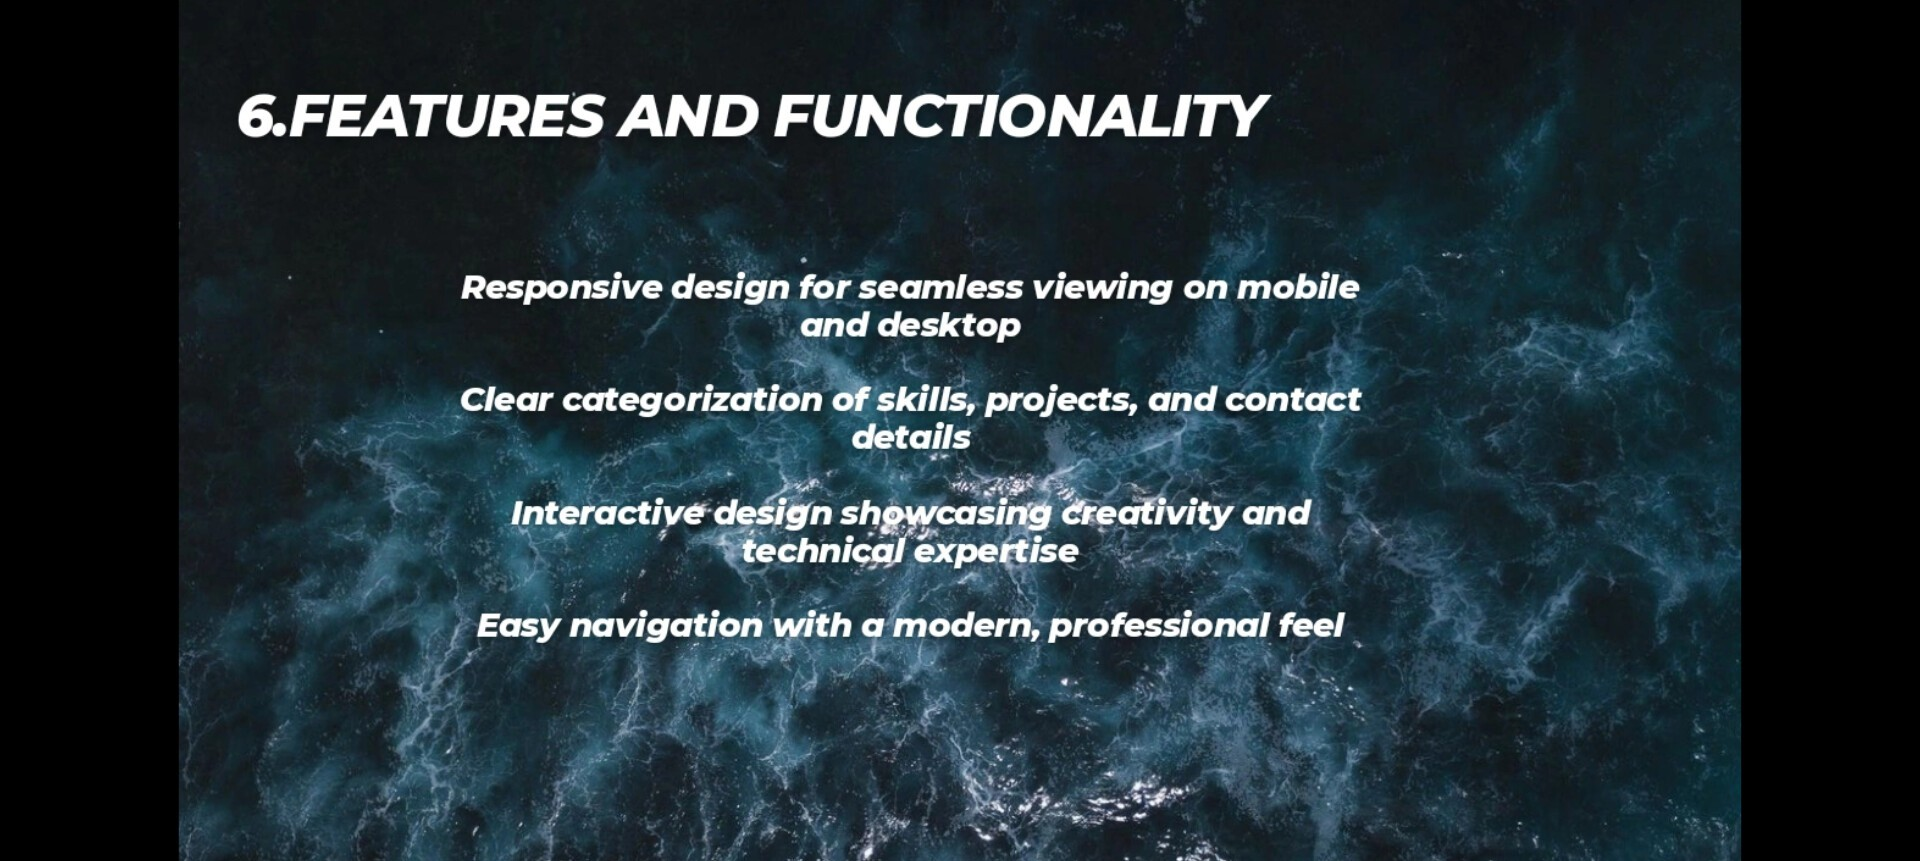 6.FEATURES AND FUNCTIONALITY
Responsive design for seamless viewing on mobile
and desktop
Clear categorization of skills, projects, and contact
details
Interactive design showcasing creativity and
technical expertise
Easy navigation with a modern, professional feel